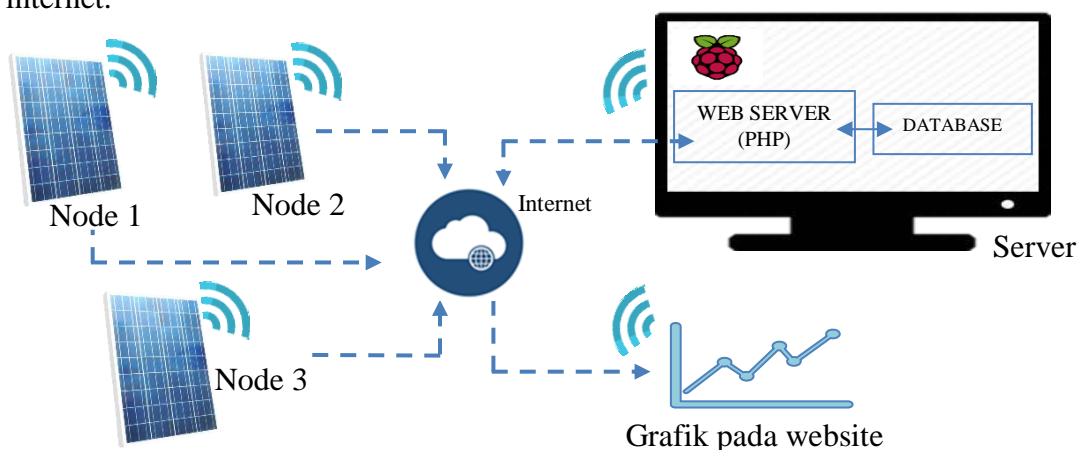 internet.
WEB SERVER
(PHP)
DATABASE
Node 1
Node 2
Internet
Server
Node 3
Grafik pada website